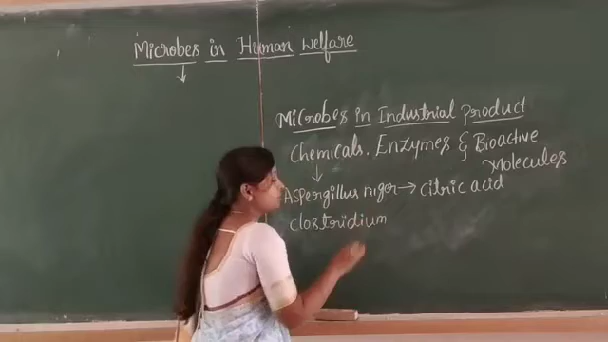 Microbes in Human Welfare
Microbes in Industrial Product
Chemicals, Enzymes & Bioactive
Molecules
Aspergillus niger → citric acid
clostridium